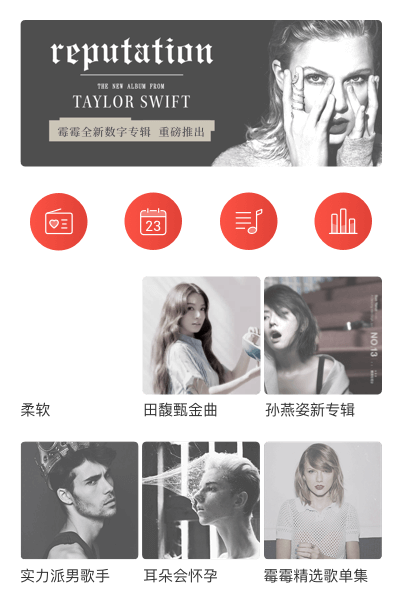 reputation
THE NEW ALBUM FROM
TAYLOR SWIFT
霉霉全新数字专辑 重磅推出
23
NO.13
柔软
田馥甄金曲
孙燕姿新专辑
实力派男歌手
耳朵会怀孕
霉霉精选歌单集